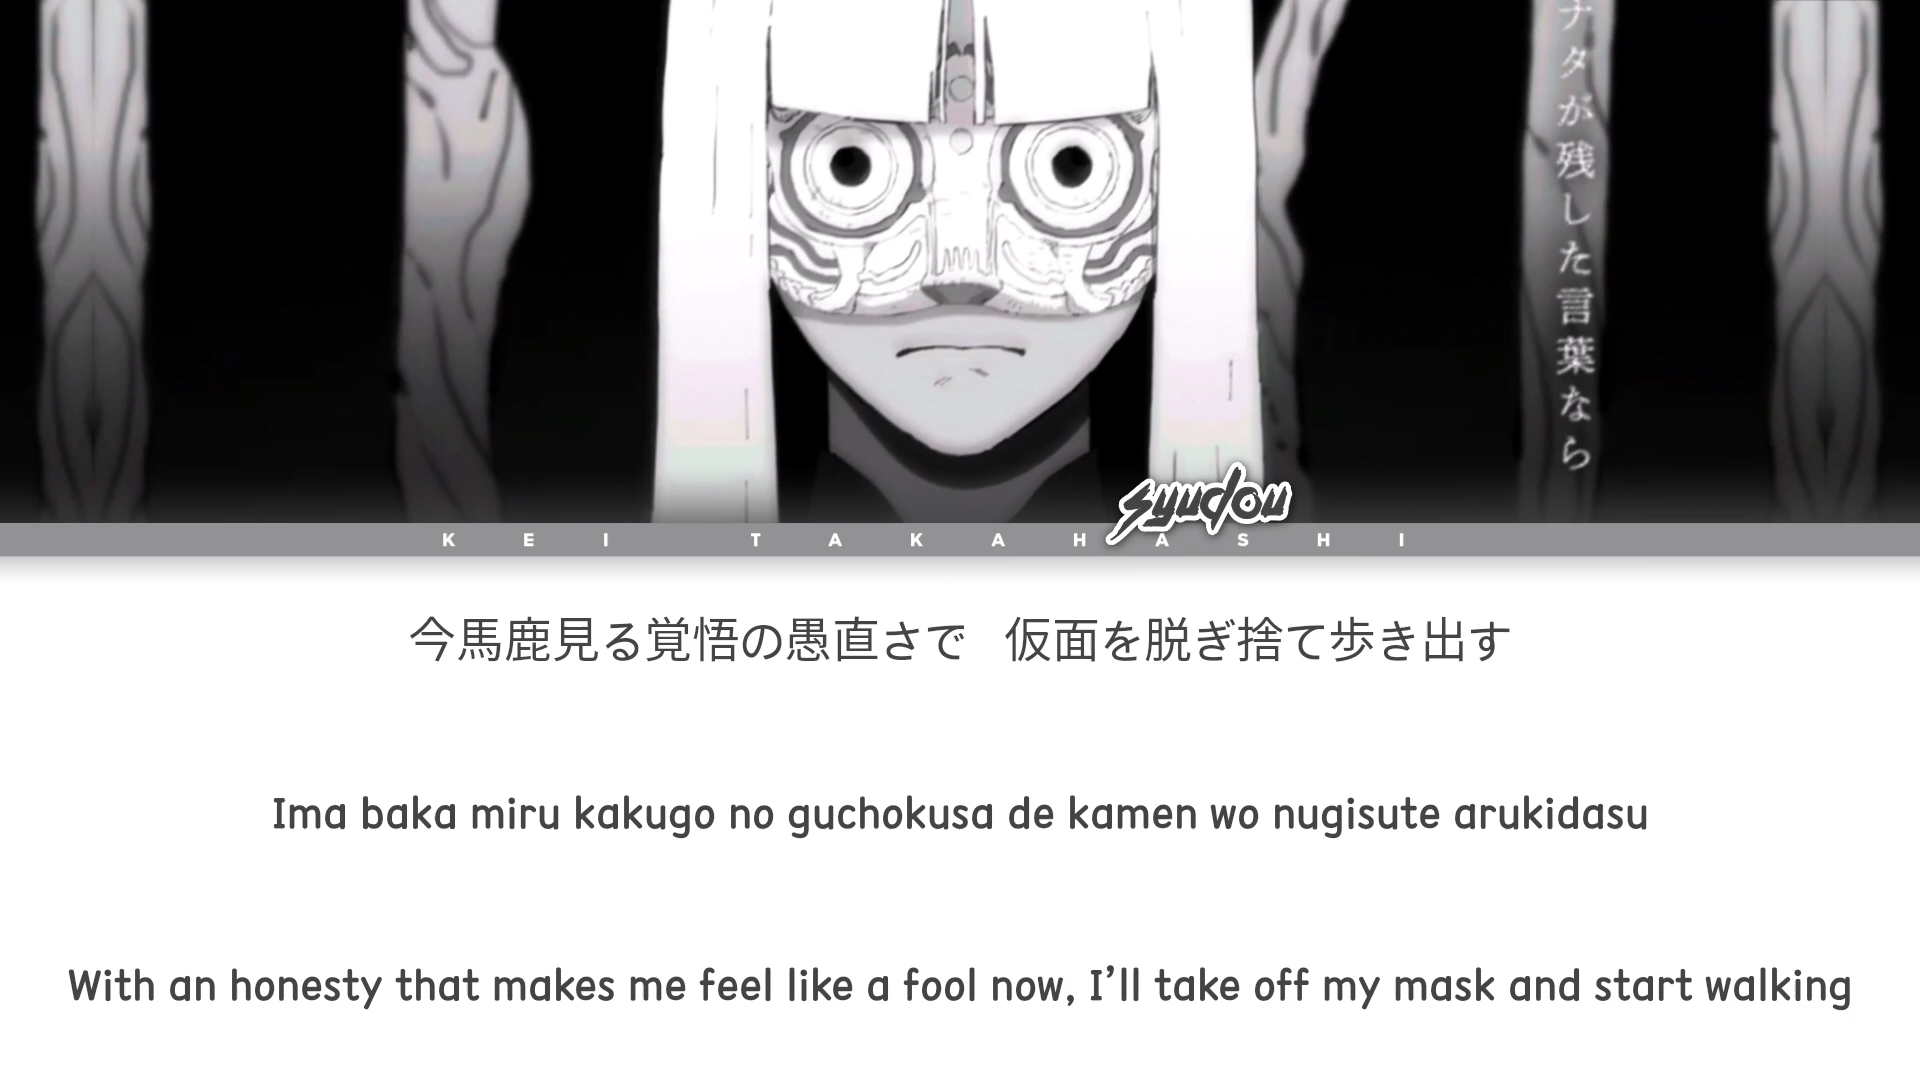 ナタが残した言葉なら
syudou
KEI TAKAHASHI
今馬鹿見る覚悟の愚直さで 仮面を脱ぎ捨て歩き出す
Ima baka miru kakugo no guchokusa de kamen wo nugisute arukidasu
With an honesty that makes me feel like a fool now, I’ll take off my mask and start walking